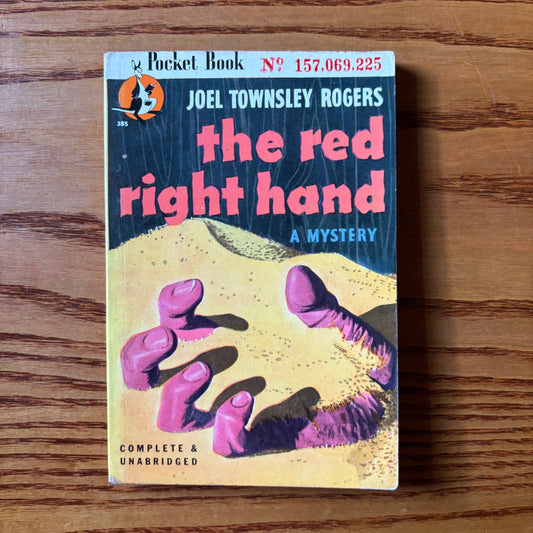 Pocket Book Nº 157,069,225
385
JOEL TOWNSLEY ROGERS
the red
right hand
A MYSTERY
COMPLETE &
UNABRIDGED